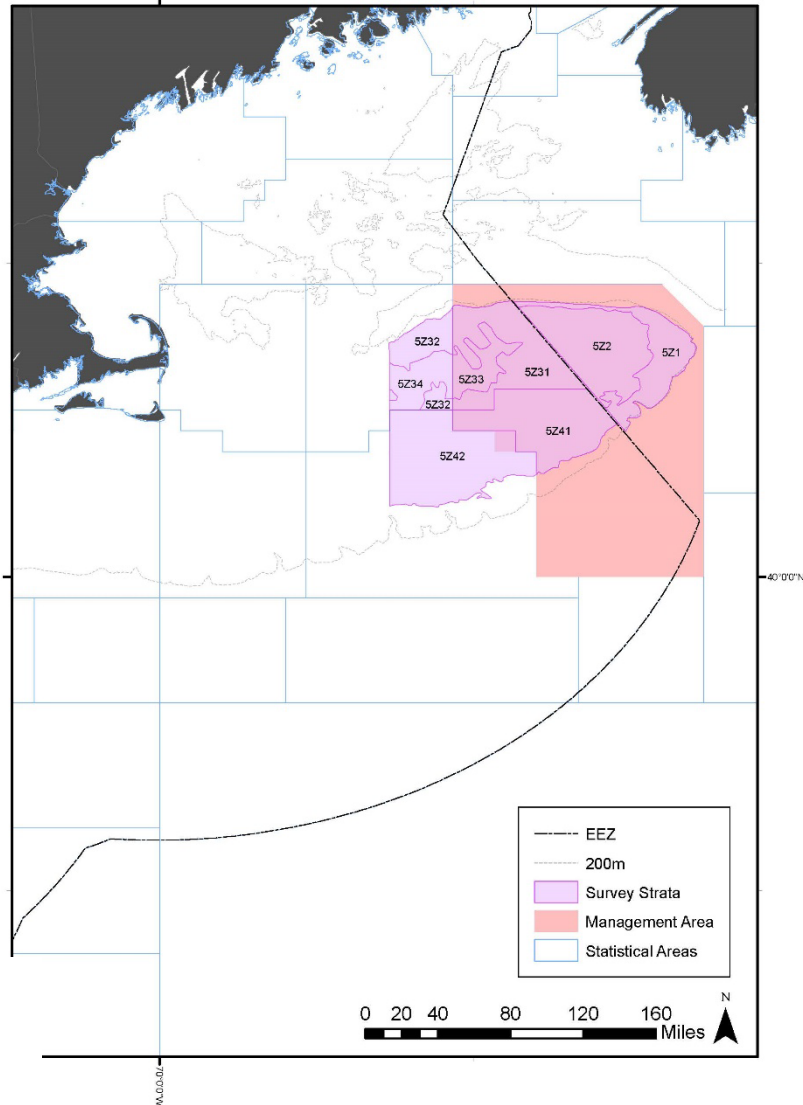 5Z32
5Z2
5Z1
5Z34
5Z33
5Z31
5Z32
5Z41
5Z42
40°0'0"N
EEZ
200m
Survey Strata
Management Area
Statistical Areas
0 20 40 80 120 160
Miles
N
70°0'0"W